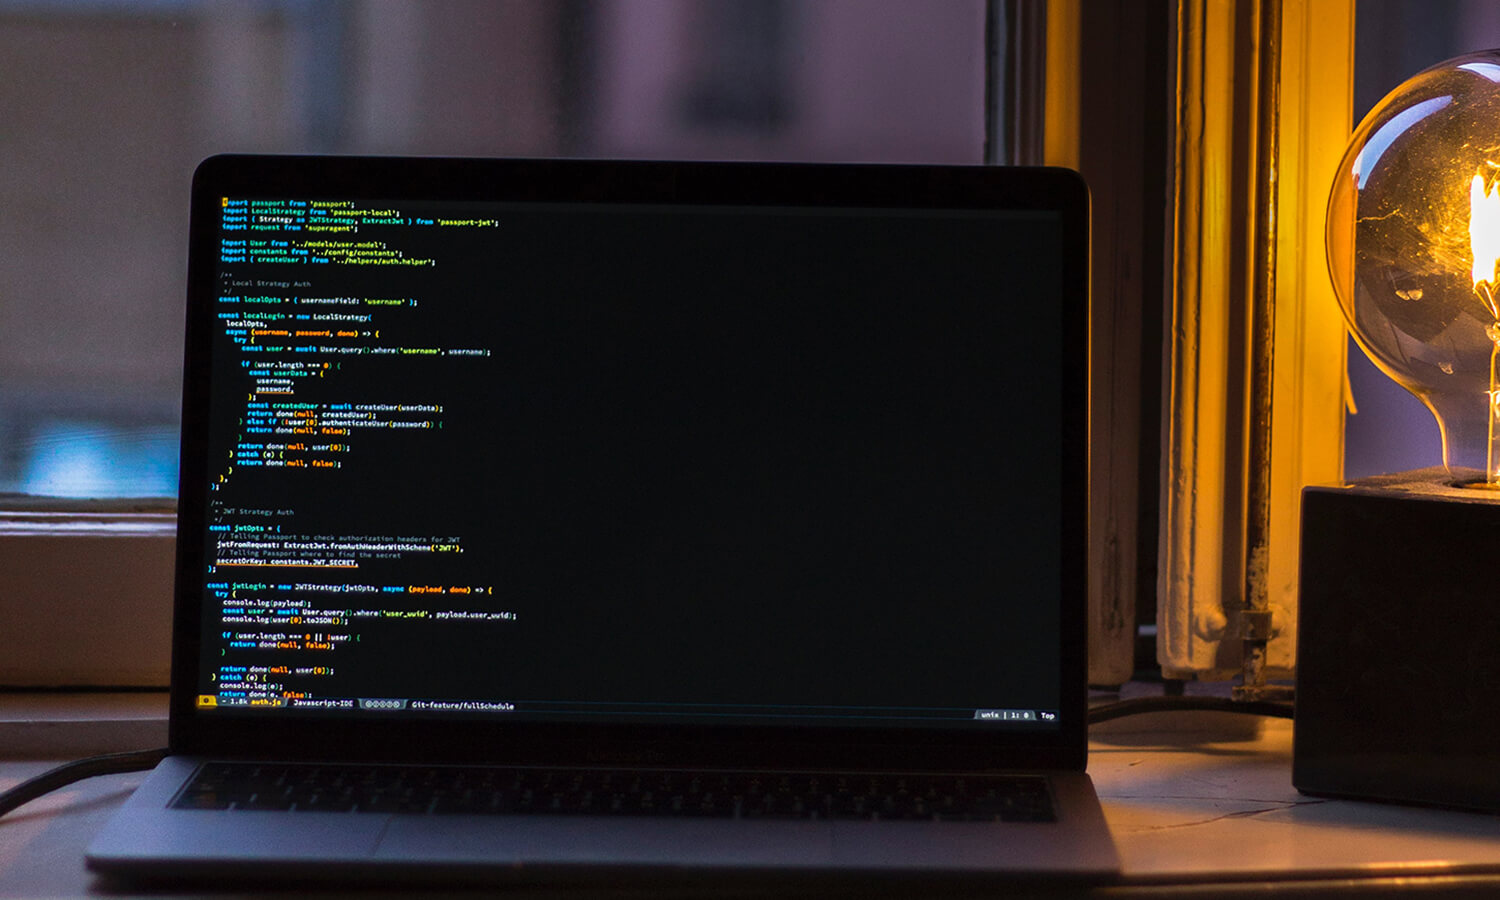 import passport from 'passport';
import LocalStrategy from 'passport-local';
import { Strategy as JWTStrategy, ExtractJwt } from 'passport-jwt';
import request from 'superagent';
import User from '../models/user.model';
import constants from '../config/constants';
import { createUser } from '../helpers/auth.helper';
/**
* Local Strategy Auth
*/
const localOpts = { usernameField: 'username' };
const localLogin = new LocalStrategy(
localOpts,
async (username, password, done) => {
try {
const user = await User.query().where('username', username);
if (user.length === 0) {
const userData = {
username,
password,
};
const createdUser = await createUser(userData);
return done(null, createdUser);
} else if (!user[0].authenticateUser(password)) {
return done(null, false);
}
return done(null, user[0]);
} catch (e) {
return done(null, false);
}
},
);
/**
* JWT Strategy Auth
*/
const jwtOpts = {
// Telling Passport to check authorization headers for JWT
jwtFromRequest: ExtractJwt.fromAuthHeaderWithScheme('JWT'),
// Telling Passport where to find the secret
secretOrKey: constants.JWT_SECRET,
};
const jwtLogin = new JWTStrategy(jwtOpts, async (payload, done) => {
try {
console.log(payload);
const user = await User.query().where('user_uuid', payload.user_uuid);
console.log(user[0].toJSON());
if (user.length === 0 || !user) {
return done(null, false);
}
return done(null, user[0]);
} catch (e) {
console.log(e);
return done(e, false);
- 1.8k auth.js Javascript-IDE Git-feature/fullSchedule unix | 1: 0 Top